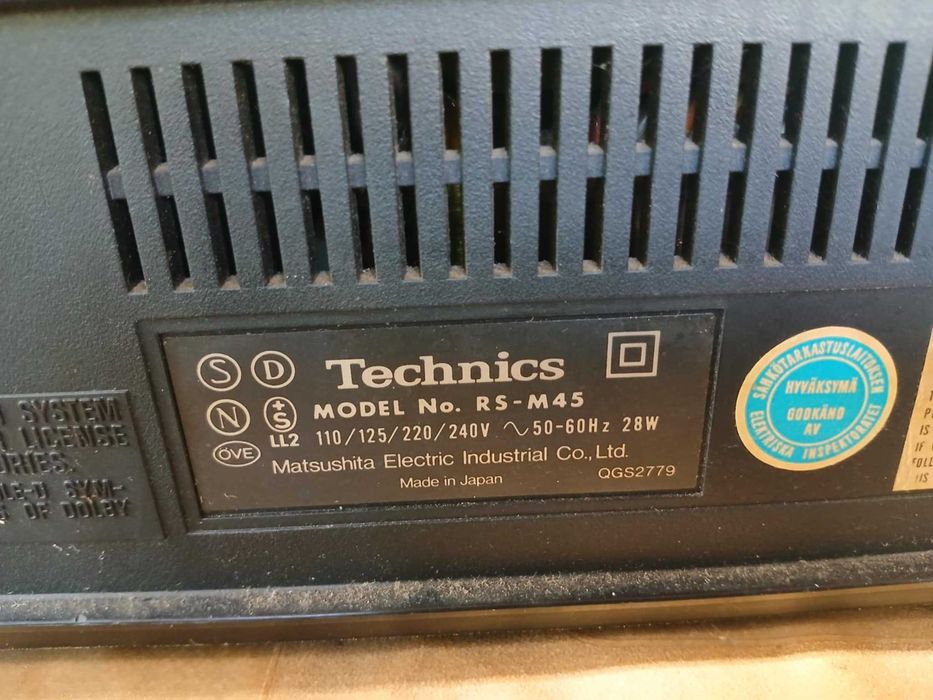 SYSTEM
LICENSE
OF DOLBY
S D
N +S
LL2
ÖVE
Technics
MODEL No. RS-M45
110/125/220/240V ~50-60Hz 28W
Matsushita Electric Industrial Co., Ltd.
Made in Japan QGS2779
SÄHKÖTARKASTUSLAITOKSEN
HYVÄKSYMÄ
GODKÄND
AV
ELEKTRISKA INSPEKTORATET
IS